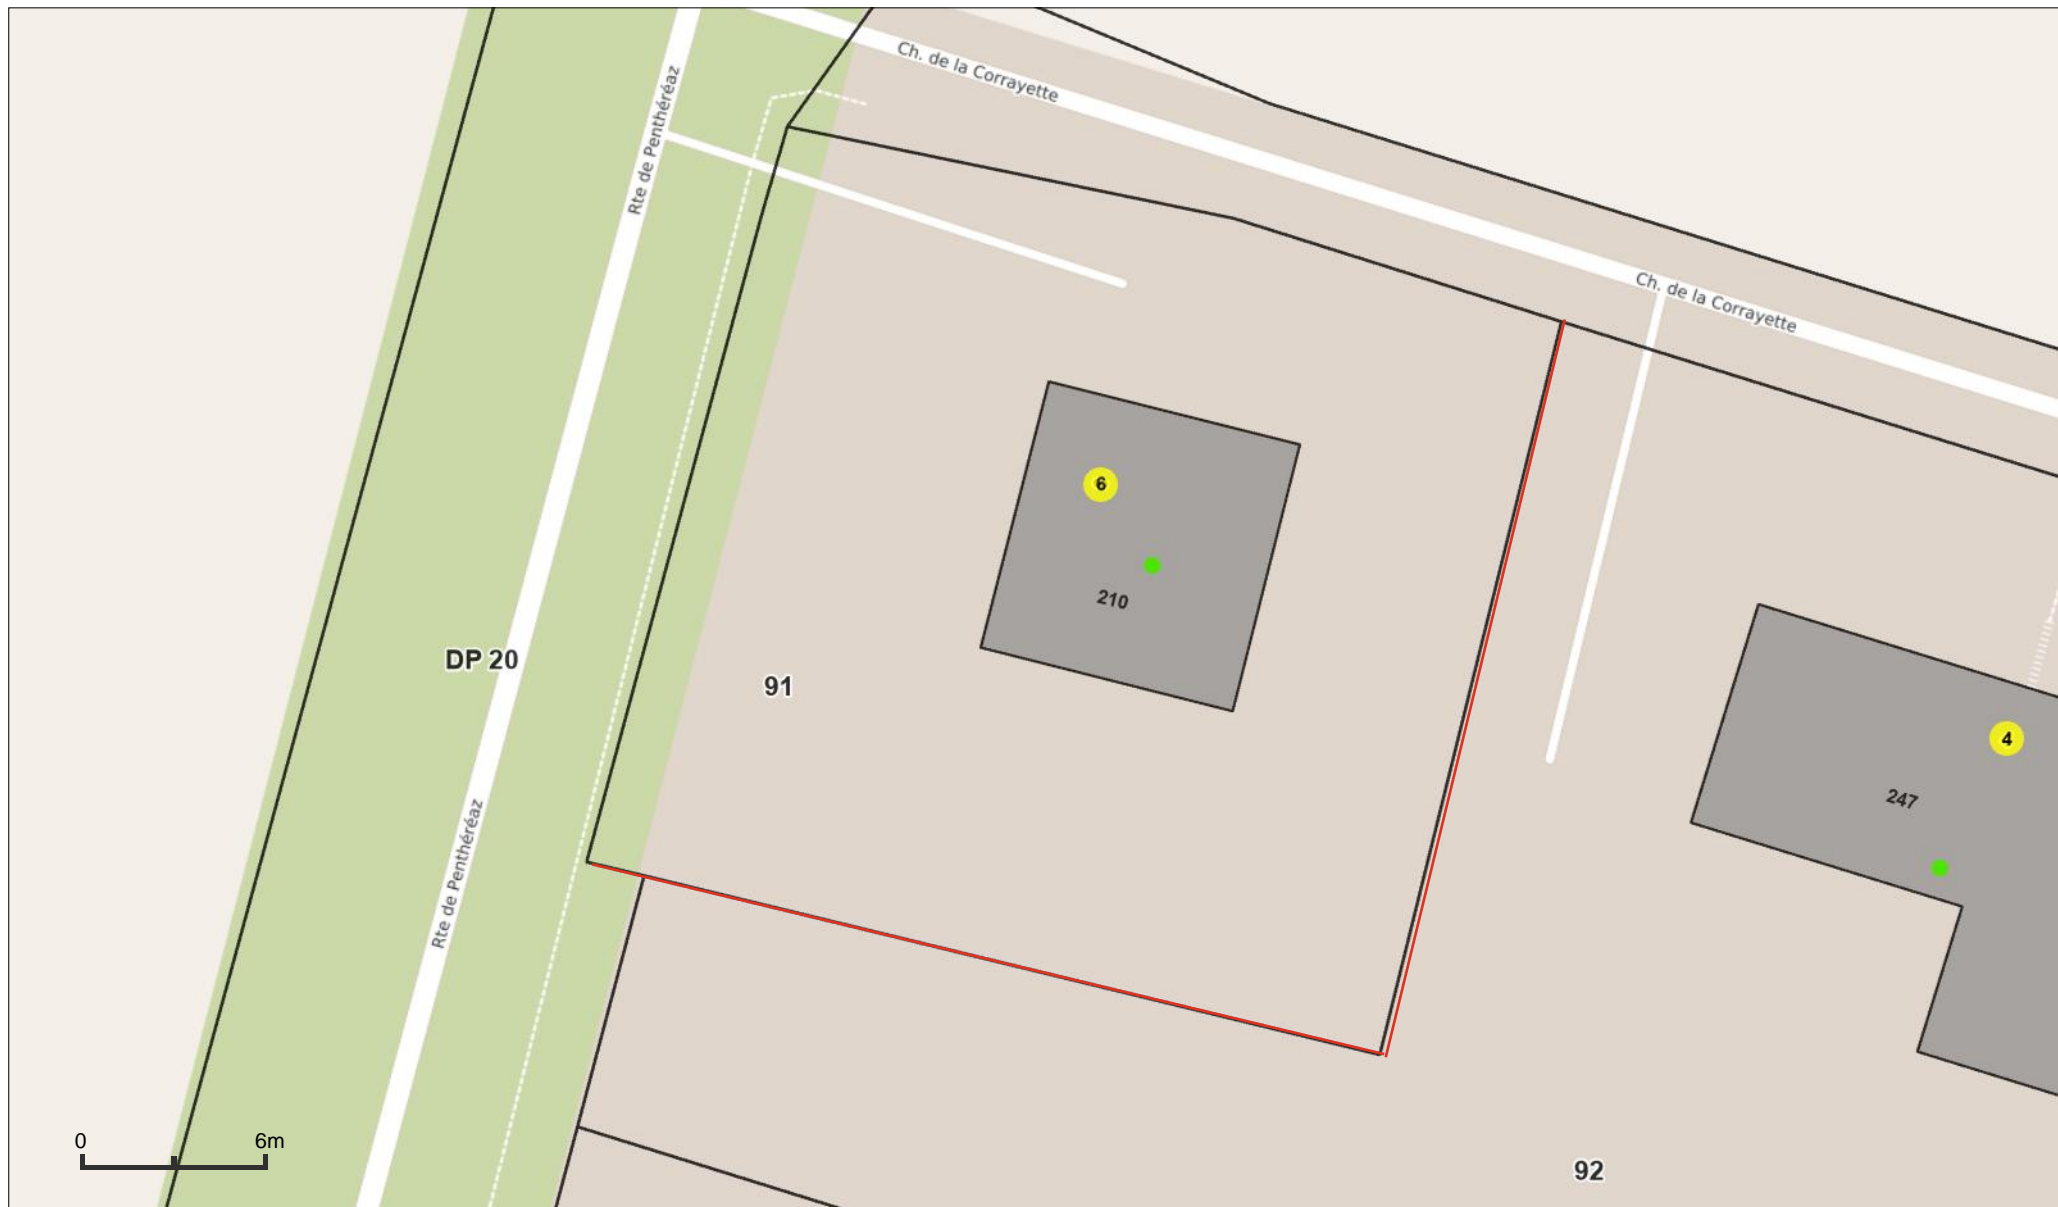 Ch. de la Corrayette
Rte de Penthéréaz
Ch. de la Corrayette
6
210
DP 20
91
4
247
Rte de Penthéréaz
0 6m
92